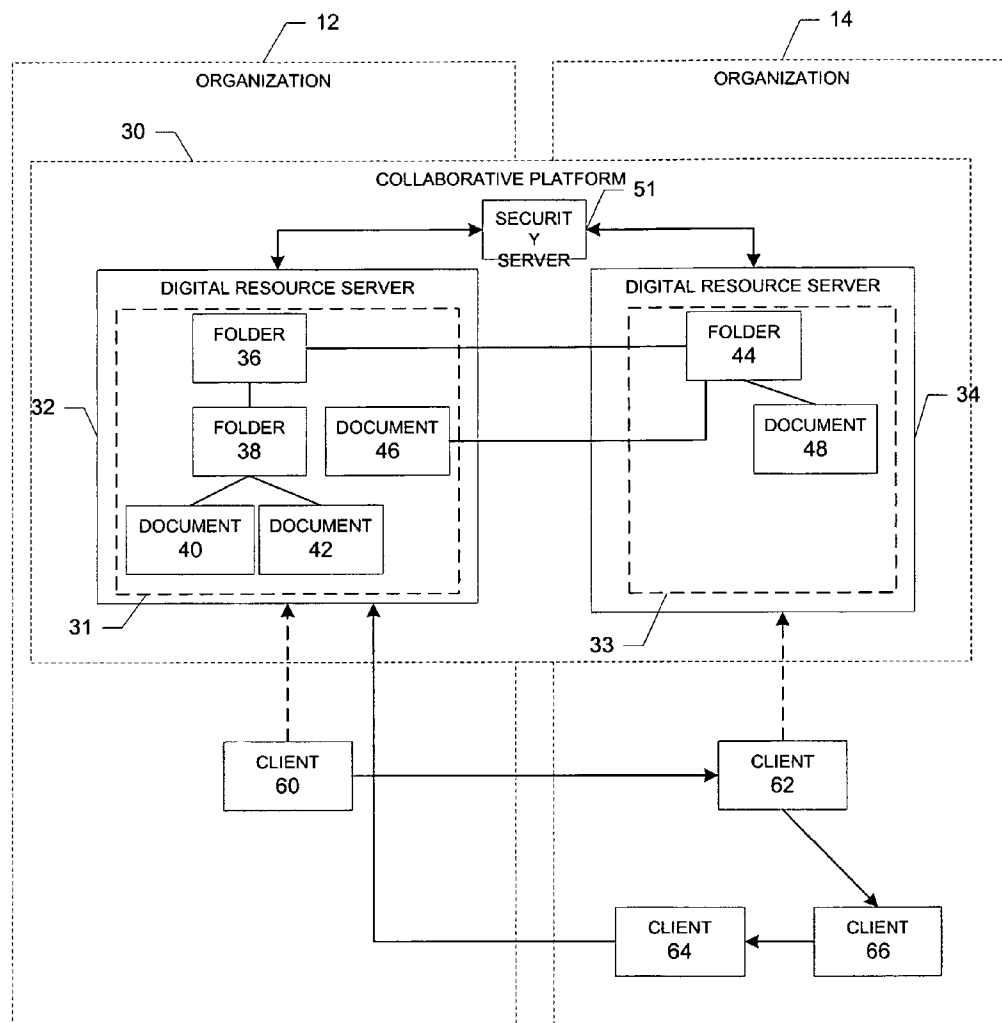 12
14
ORGANIZATION
ORGANIZATION
30
COLLABORATIVE PLATFORM
51
SECURIT
Y
SERVER
DIGITAL RESOURCE SERVER
DIGITAL RESOURCE SERVER
FOLDER
36
FOLDER
44
32
34
FOLDER
38
DOCUMENT
46
DOCUMENT
48
DOCUMENT
40
DOCUMENT
42
31
33
CLIENT
60
CLIENT
62
CLIENT
64
CLIENT
66